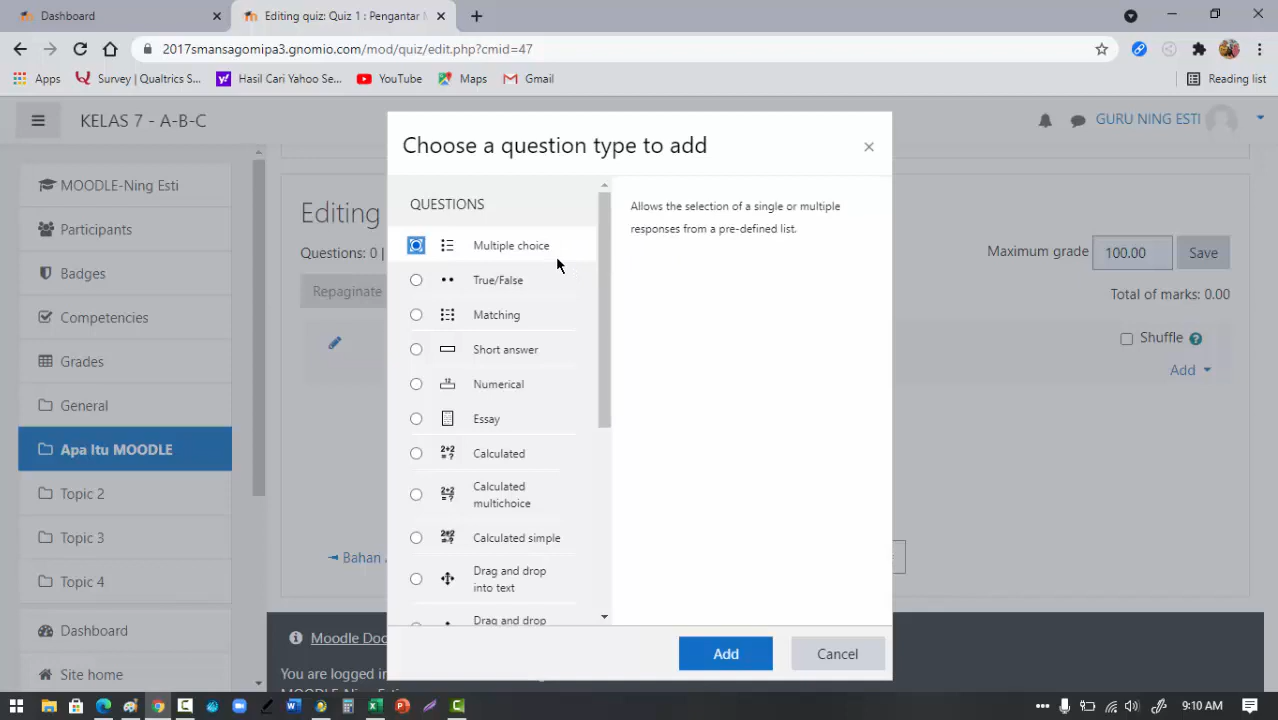 Dashboard
Editing quiz: Quiz 1 : Pengantar
2017smansagomipa3.gnomio.com/mod/quiz/edit.php?cmid=47
Apps
Survey | Qualtrics S...
Hasil Cari Yahoo Se...
YouTube
Maps
Gmail
Reading list
KELAS 7 - A-B-C
GURU NING ESTI
MOODLE-Ning Esti
Participants
Badges
Competencies
Grades
General
Apa Itu MOODLE
Topic 2
Topic 3
Topic 4
Dashboard
Site home
Editing
Questions: 0 |
Repaginate
Maximum grade
100.00
Save
Total of marks: 0.00
Shuffle
Add
Bahan
Choose a question type to add
QUESTIONS
Multiple choice
True/False
Matching
Short answer
Numerical
Essay
Calculated
Calculated
multichoice
Calculated simple
Drag and drop
into text
Drag and drop
Allows the selection of a single or multiple
responses from a pre-defined list.
Add
Cancel
Moodle Doc
You are logged in
MOODLE-Ning Esti
9:10 AM